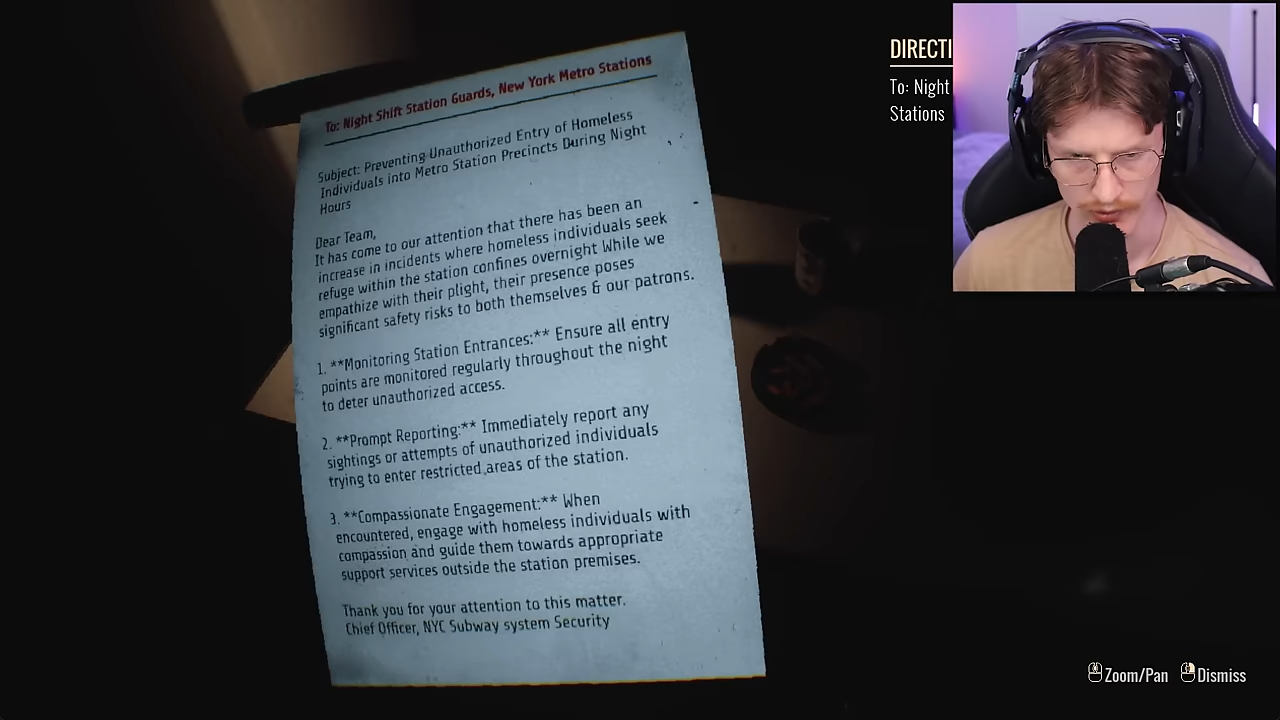 To: Night Shift Station Guards, New York Metro Stations
Subject: Preventing Unauthorized Entry of Homeless
Individuals into Metro Station Precincts During Night
Hours
Dear Team,
It has come to our attention that there has been an
increase in incidents where homeless individuals seek
refuge within the station confines overnight While we
empathize with their plight, their presence poses
significant safety risks to both themselves & our patrons.
1. **Monitoring Station Entrances:** Ensure all entry
points are monitored regularly throughout the night
to deter unauthorized access.
2. **Prompt Reporting:** Immediately report any
sightings or attempts of unauthorized individuals
trying to enter restricted areas of the station.
3. **Compassionate Engagement:** When
encountered, engage with homeless individuals with
compassion and guide them towards appropriate
support services outside the station premises.
Thank you for your attention to this matter.
Chief Officer, NYC Subway system Security
DIRECTI
To: Night
Stations
Zoom/Pan Dismiss